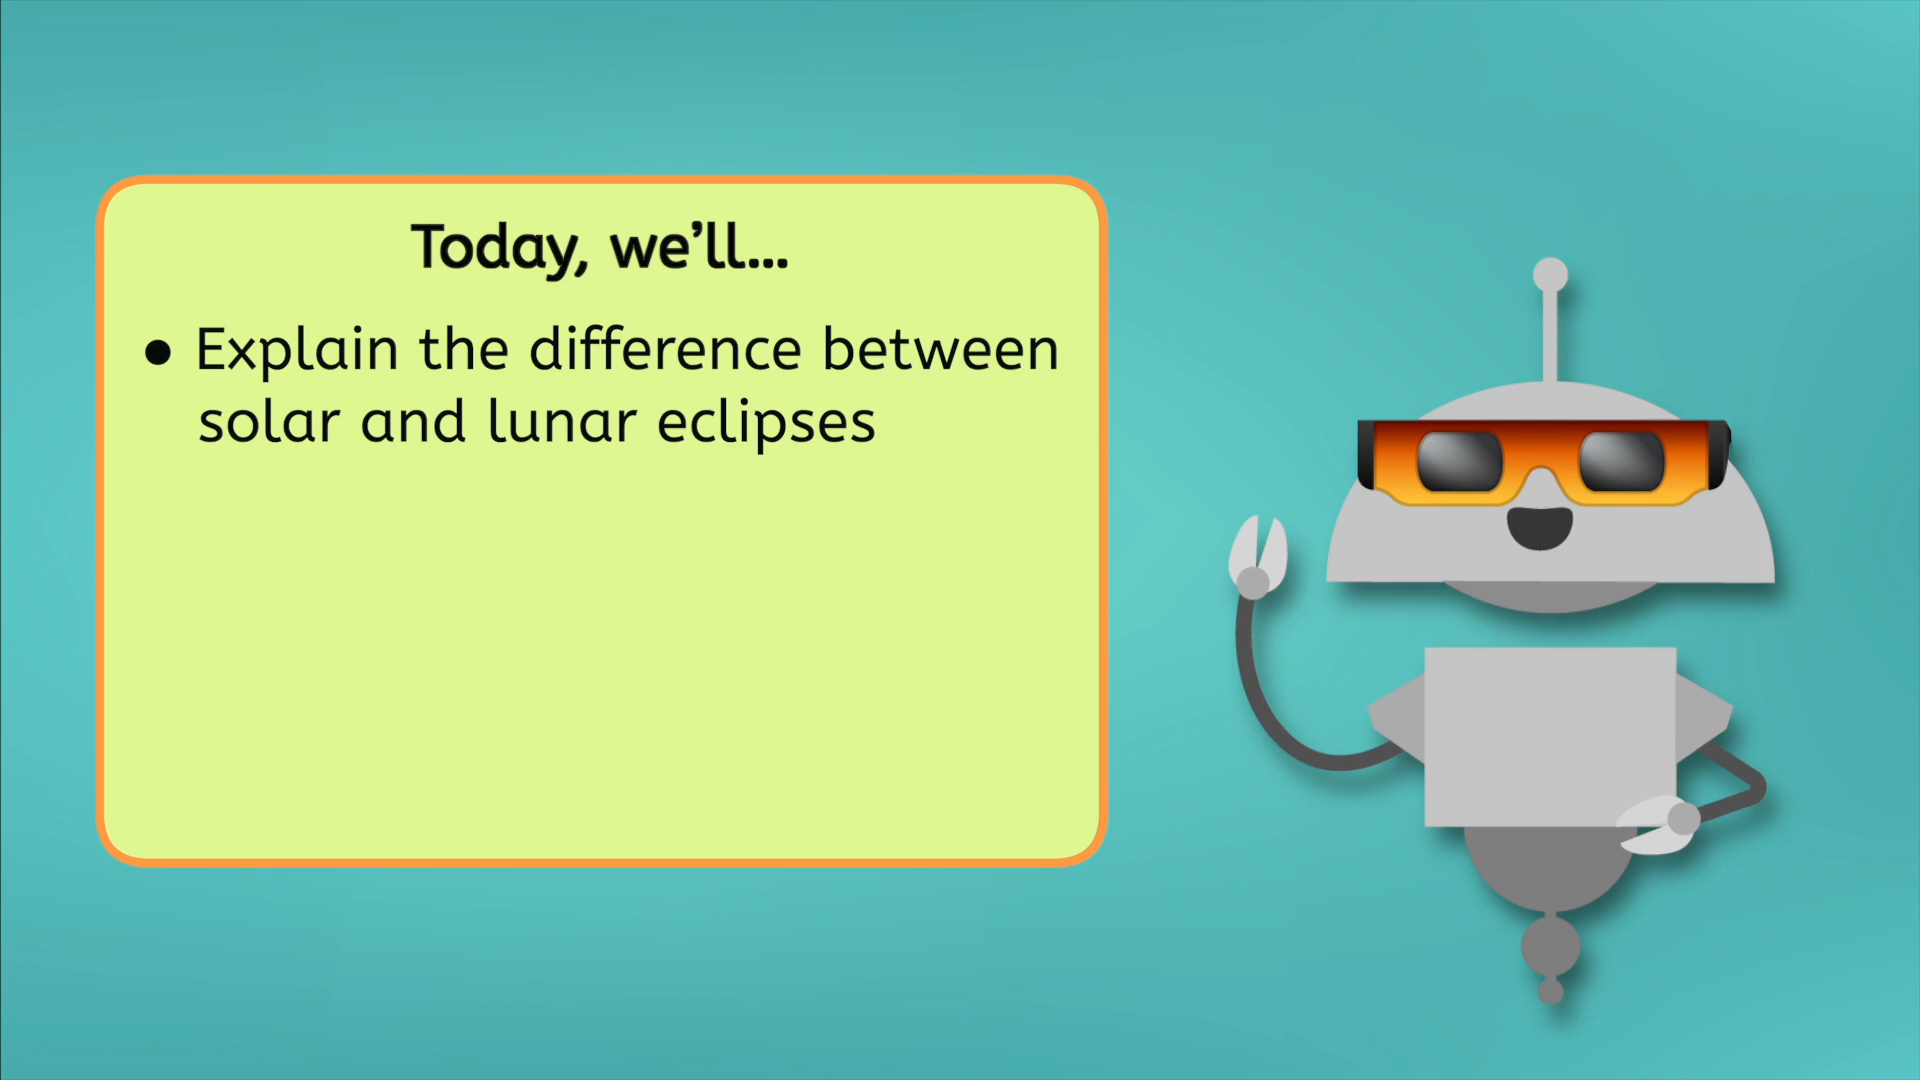 Today, we’ll...
● Explain the difference between
solar and lunar eclipses